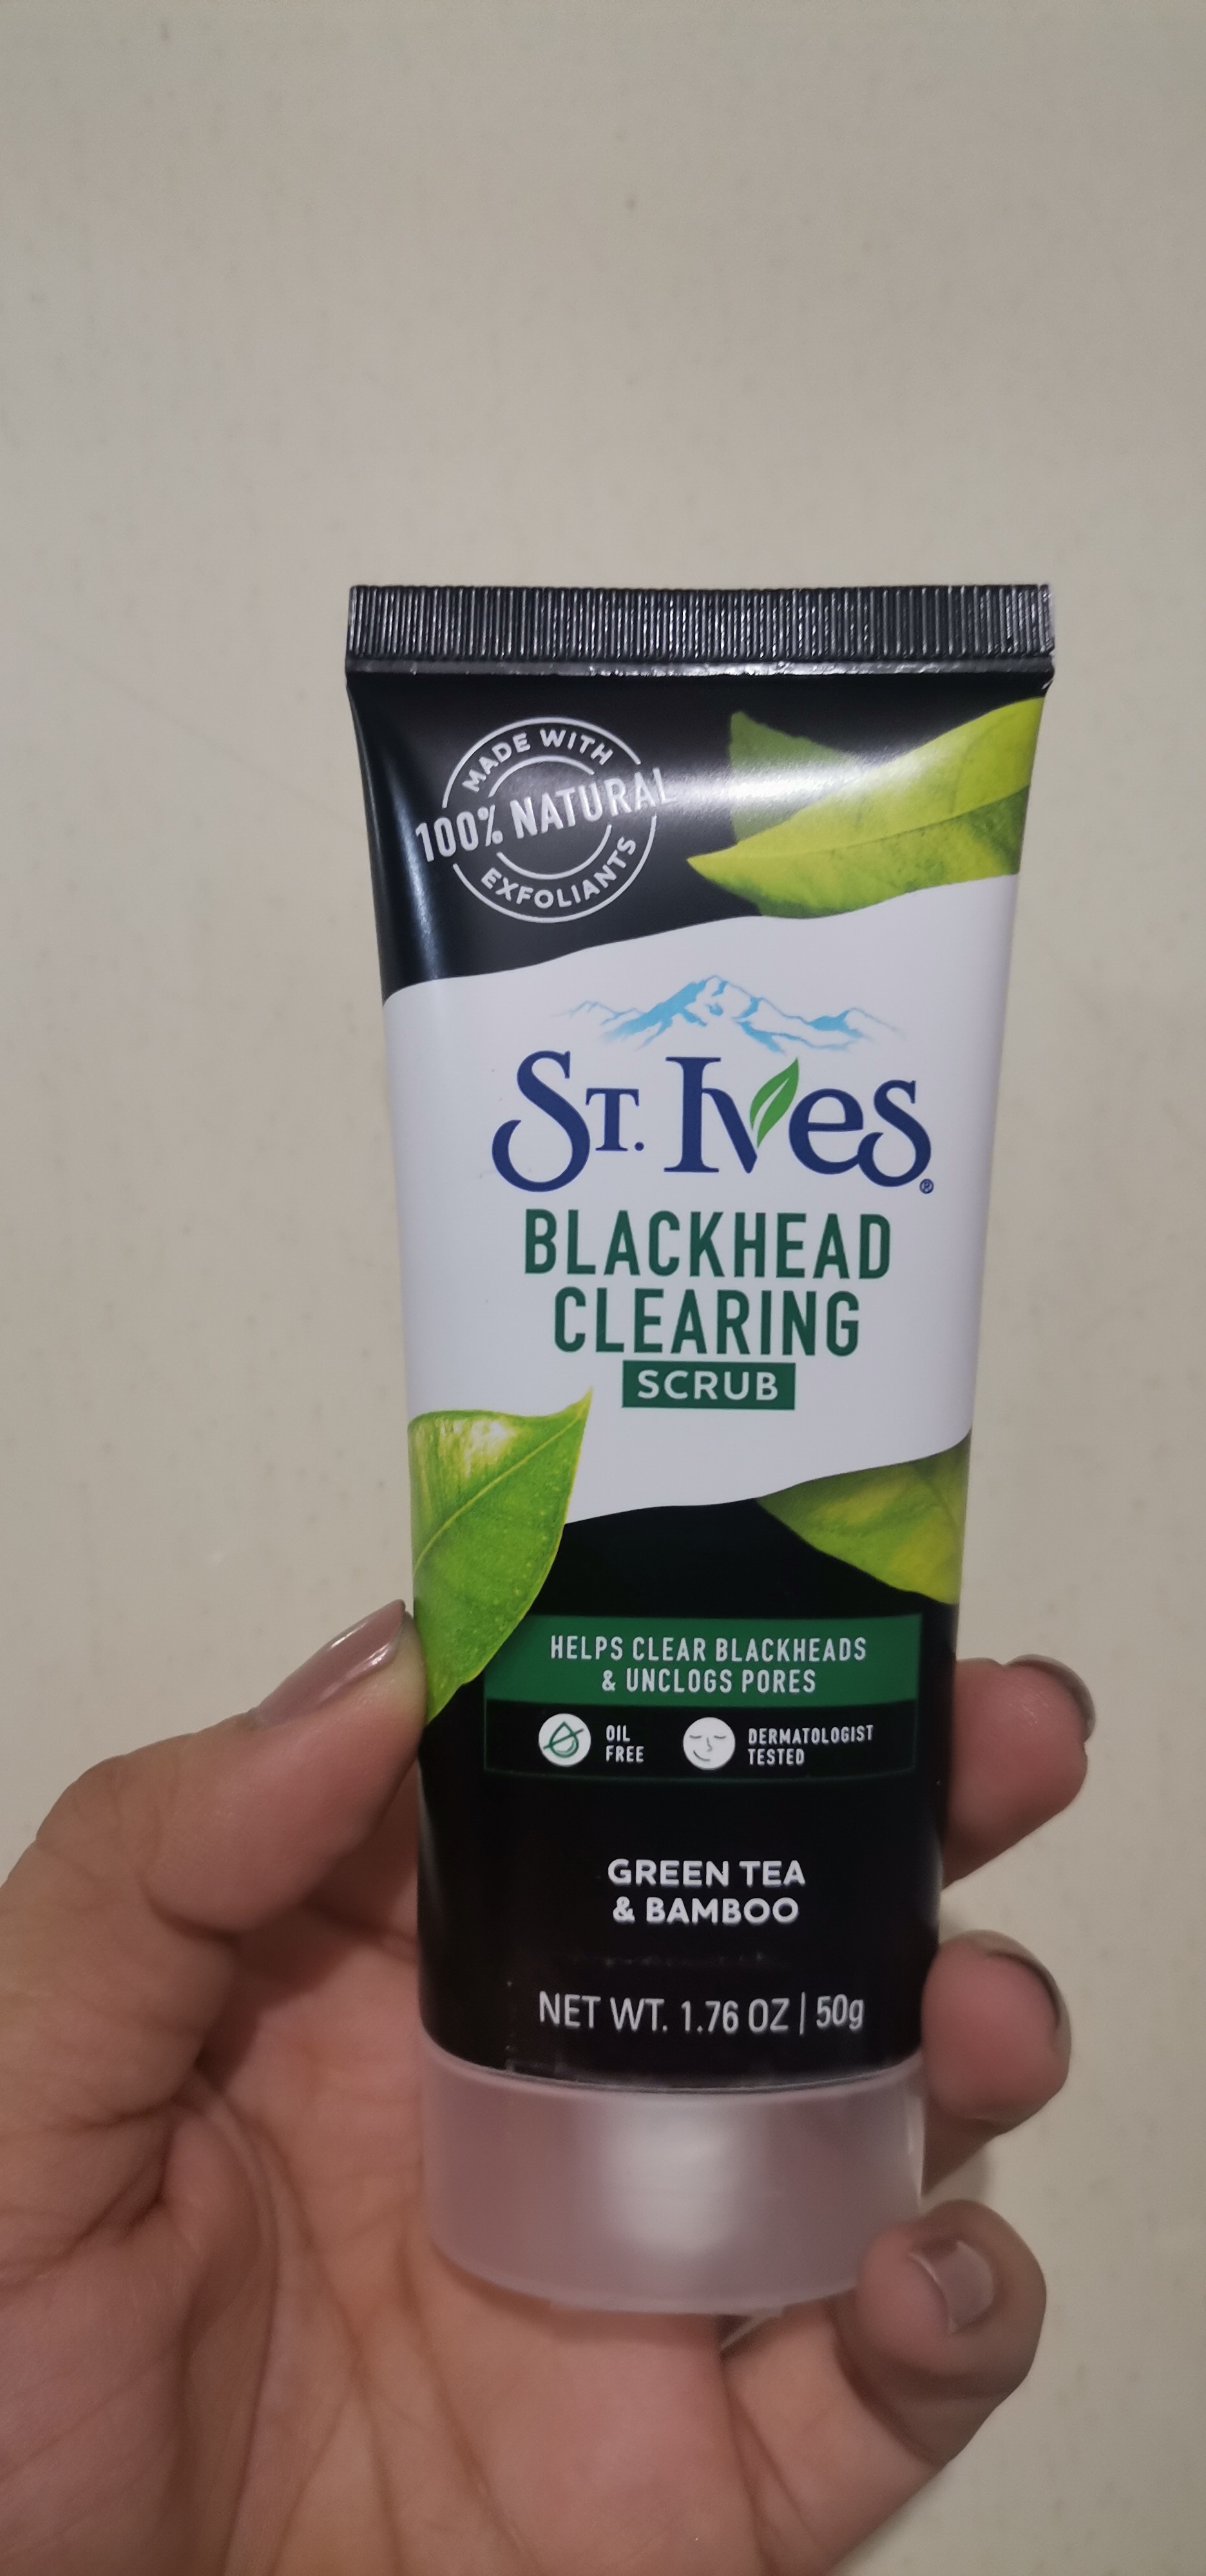 MADE WITH
100% NATURAL
EXFOLIANTS
ST. IVES®
BLACKHEAD
CLEARING
SCRUB
HELPS CLEAR BLACKHEADS
& UNCLOGS PORES
OIL
FREE
DERMATOLOGIST
TESTED
GREEN TEA
& BAMBOO
NET WT. 1.76 OZ | 50g